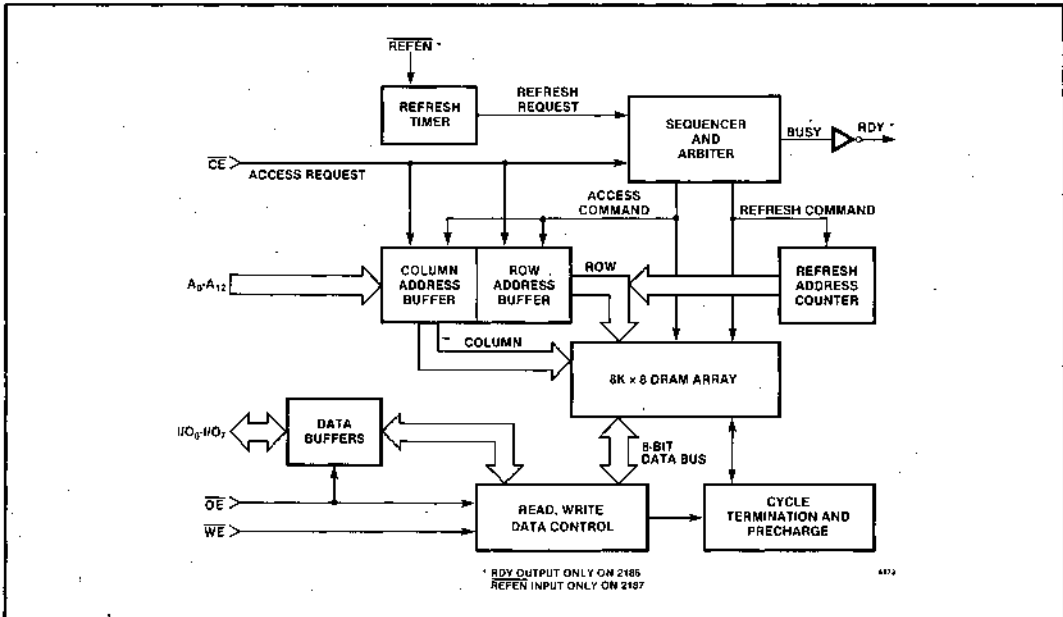 REFEN *
REFRESH
TIMER
REFRESH
REQUEST
SEQUENCER
AND
ARBITER
BUSY
RDY *
CE
ACCESS REQUEST
ACCESS
COMMAND
REFRESH COMMAND
A₀-A₁₂
COLUMN
ADDRESS
BUFFER
ROW
ADDRESS
BUFFER
ROW
REFRESH
ADDRESS
COUNTER
COLUMN
8K × 8 DRAM ARRAY
I/O₀-I/O₇
DATA
BUFFERS
8-BIT
DATA BUS
OE
WE
READ, WRITE
DATA CONTROL
CYCLE
TERMINATION AND
PRECHARGE
* RDY OUTPUT ONLY ON 2186
REFEN INPUT ONLY ON 2187